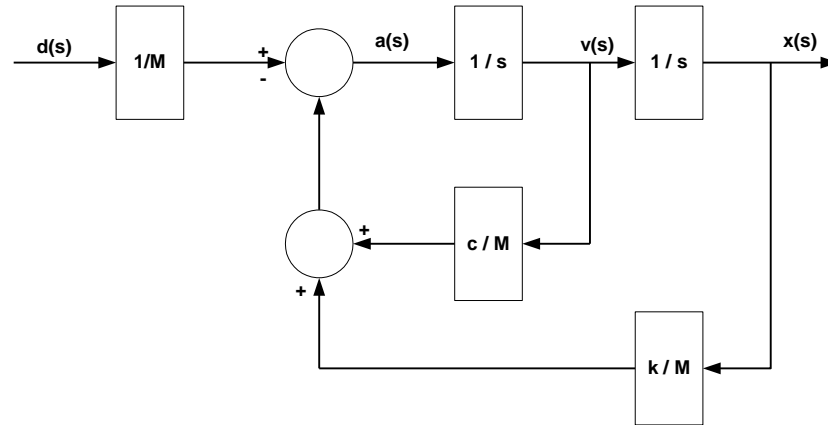 d(s)
1/M
+
-
a(s)
1 / s
v(s)
1 / s
x(s)
+
c / M
+
k / M